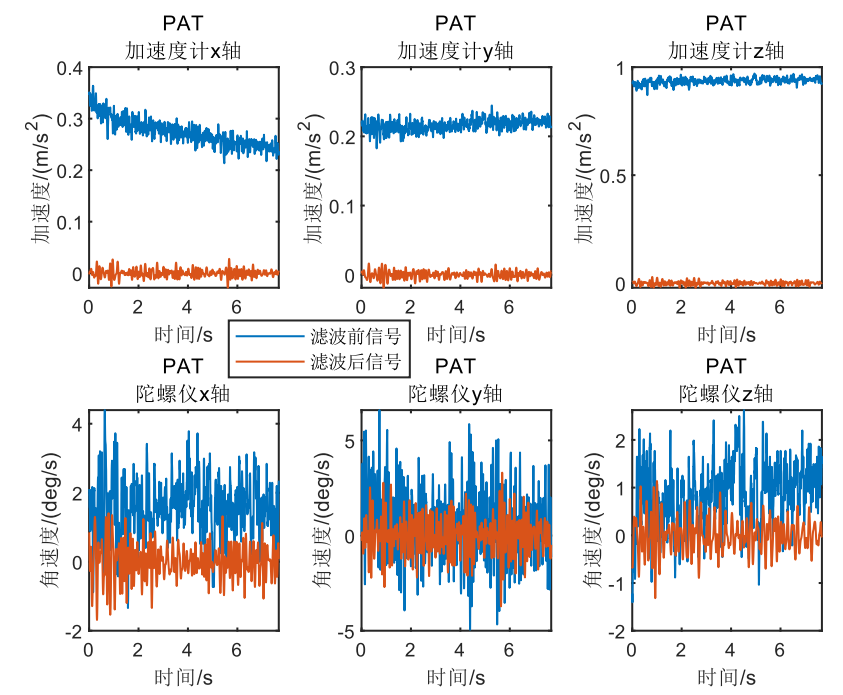 PAT
加速度计x轴
PAT
加速度计y轴
PAT
加速度计z轴
加速度/(m/s²)
0.4
0.3
0.2
0.1
0
0 2 4 6
时间/s
加速度/(m/s²)
0.3
0.2
0.1
0
0 2 4 6
时间/s
加速度/(m/s²)
1
0.5
0
0 2 4 6
时间/s
滤波前信号
滤波后信号
PAT
陀螺仪x轴
PAT
陀螺仪y轴
PAT
陀螺仪z轴
角速度/(deg/s)
4
2
0
-2
0 2 4 6
时间/s
角速度/(deg/s)
5
0
-5
0 2 4 6
时间/s
角速度/(deg/s)
2
1
0
-1
-2
0 2 4 6
时间/s